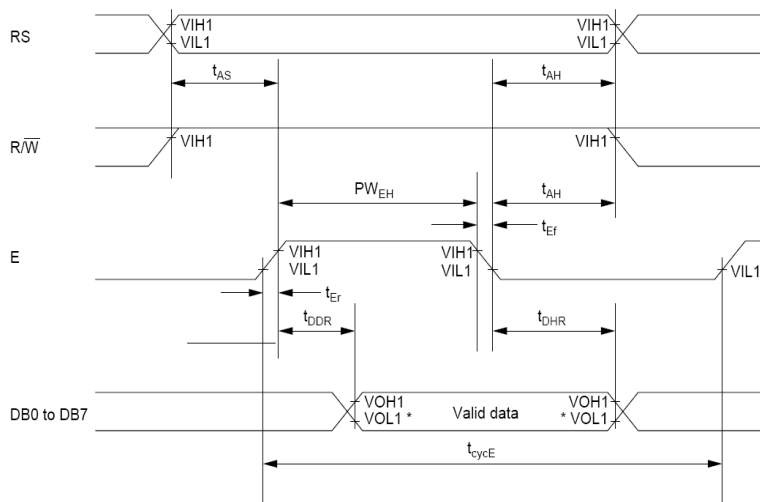 RS
VIH1
VIL1
VIH1
VIL1
tAS
tAH
R/W̅
VIH1
VIH1
PWEH
tAH
tEf
E
VIH1
VIL1
VIH1
VIL1
VIL1
tEr
tDDR
tDHR
DB0 to DB7
VOH1
VOL1 *
Valid data
VOH1
* VOL1
tcycE